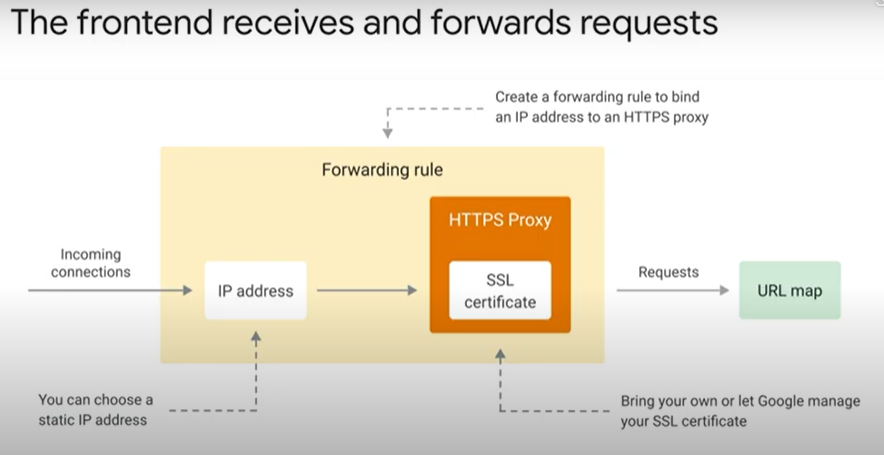 The frontend receives and forwards requests
Create a forwarding rule to bind
an IP address to an HTTPS proxy
Forwarding rule
HTTPS Proxy
Incoming
connections
IP address
SSL
certificate
Requests
URL map
You can choose a
static IP address
Bring your own or let Google manage
your SSL certificate